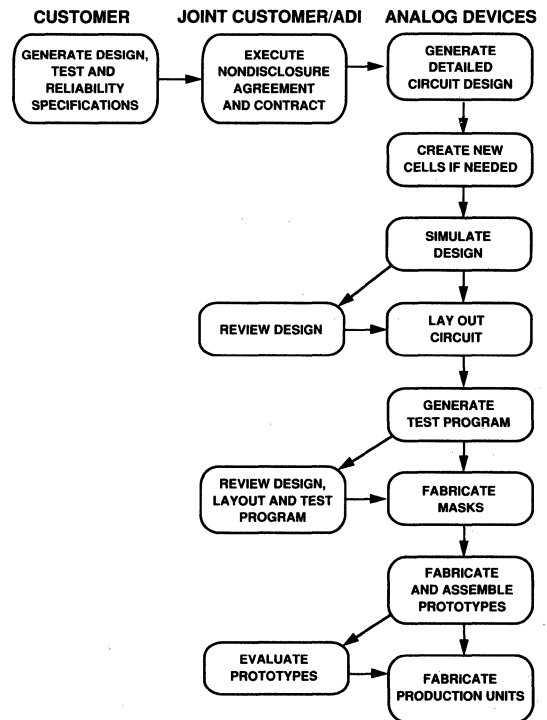 CUSTOMER
JOINT CUSTOMER/ADI
ANALOG DEVICES
GENERATE DESIGN,
TEST AND
RELIABILITY
SPECIFICATIONS
EXECUTE
NONDISCLOSURE
AGREEMENT
AND CONTRACT
GENERATE
DETAILED
CIRCUIT DESIGN
CREATE NEW
CELLS IF NEEDED
SIMULATE
DESIGN
REVIEW DESIGN
LAY OUT
CIRCUIT
GENERATE
TEST PROGRAM
REVIEW DESIGN,
LAYOUT AND TEST
PROGRAM
FABRICATE
MASKS
FABRICATE
AND ASSEMBLE
PROTOTYPES
EVALUATE
PROTOTYPES
FABRICATE
PRODUCTION UNITS